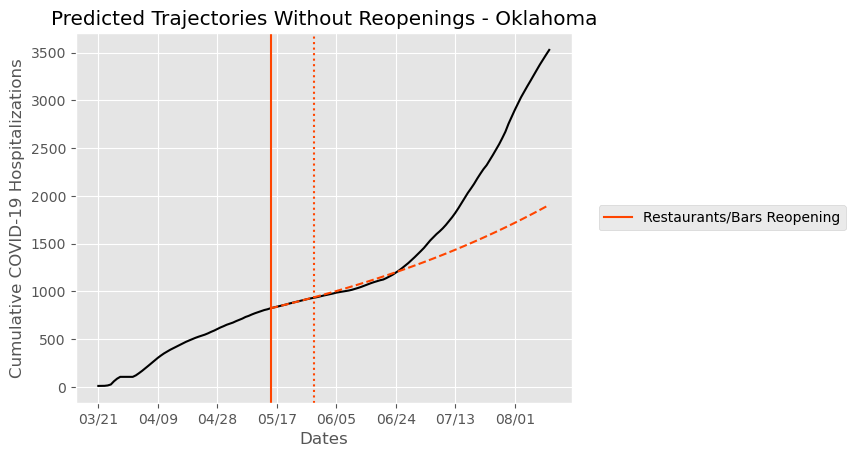 Predicted Trajectories Without Reopenings - Oklahoma
Cumulative COVID-19 Hospitalizations
3500
3000
2500
2000
1500
1000
500
0
03/21 04/09 04/28 05/17 06/05 06/24 07/13 08/01
Dates
Restaurants/Bars Reopening